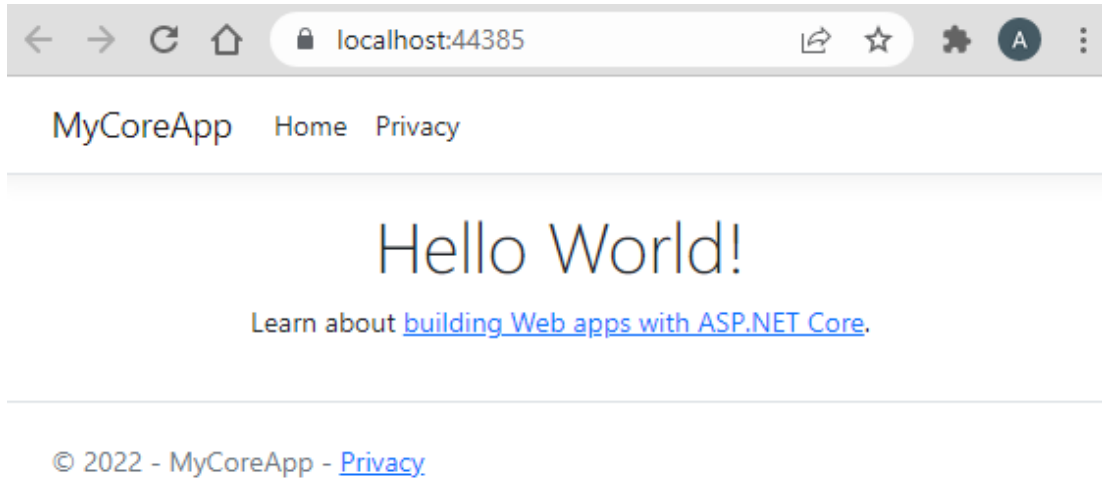 localhost:44385
A
MyCoreApp Home Privacy
Hello World!
Learn about building Web apps with ASP.NET Core.
© 2022 - MyCoreApp - Privacy